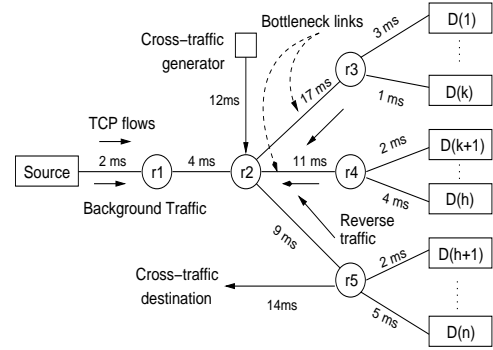 Bottleneck links
Cross−traffic
generator
3 ms
D(1)
r3
17 ms
1 ms
D(k)
12ms
TCP flows
2 ms
4 ms
11 ms
2 ms
D(k+1)
Source
r1
r2
r4
4 ms
D(h)
Background Traffic
Reverse
traffic
9 ms
2 ms
D(h+1)
Cross−traffic
destination
14ms
r5
5 ms
D(n)